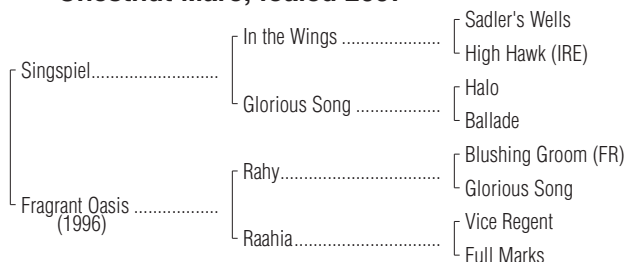 Chestnut Mare; foaled 2007
Sadler's Wells
In the Wings ....................
High Hawk (IRE)
Singspiel..........................
Halo
Glorious Song .................
Ballade
Blushing Groom (FR)
Rahy................................
Glorious Song
Fragrant Oasis .................
(1996)
Vice Regent
Raahia.............................
Full Marks